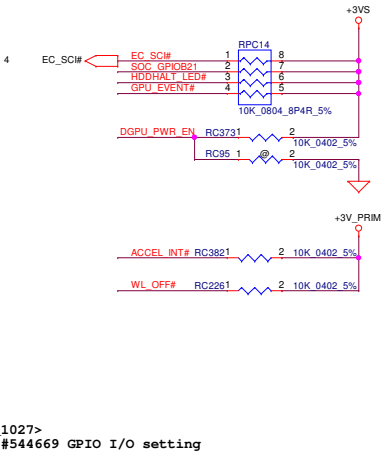 +3VS
RPC14
4 EC_SCI# EC_SCI# 1 8
SOC_GPIOB21 2 7
HDDHALT_LED# 3 6
GPU_EVENT# 4 5
10K_0804_8P4R_5%
DGPU_PWR_EN RC373 1 2
10K_0402_5%
RC95 1 @ 2
10K_0402_5%
+3V_PRIM
ACCEL_INT# RC382 1 2 10K_0402_5%
WL_OFF# RC226 1 2 10K_0402_5%
1027>
#544669 GPIO I/O setting